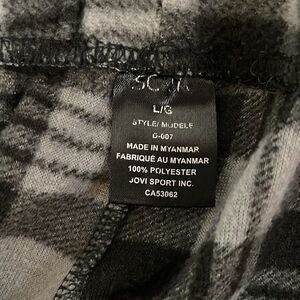 L/G
STYLE/ MODELE
G-007
MADE IN MYANMAR
FABRIQUÉ AU MYANMAR
100% POLYESTER
JOVI SPORT INC.
CA53062